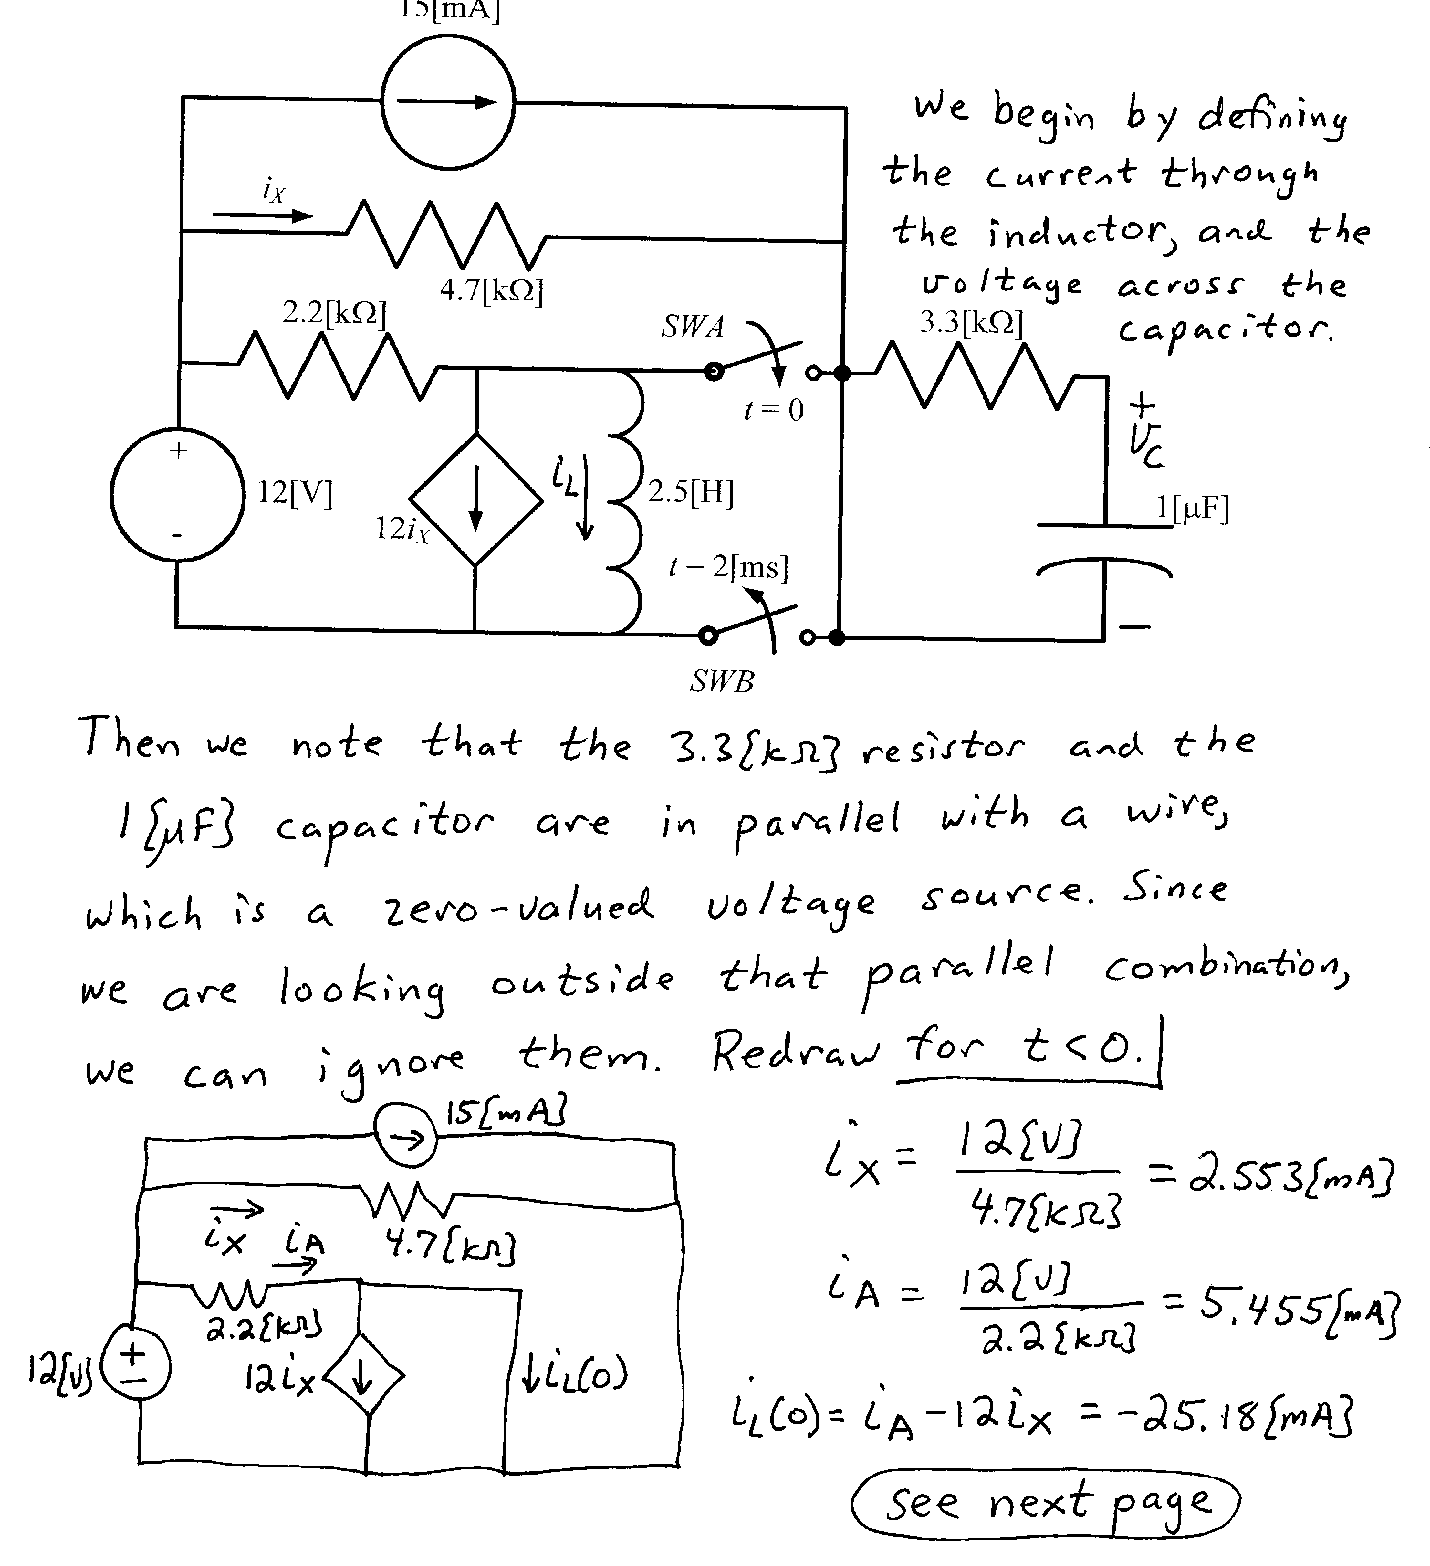 15[mA]
We begin by defining
the current through
the inductor, and the
voltage across the
capacitor.
iX
4.7[kΩ]
2.2[kΩ]
SWA
3.3[kΩ]
t = 0
+
vC
+
12[V]
-
12iX
iL
2.5[H]
1[μF]
t – 2[ms]
−
SWB
Then we note that the 3.3[kΩ] resistor and the
1[μF] capacitor are in parallel with a wire,
which is a zero-valued voltage source. Since
we are looking outside that parallel combination,
we can ignore them. Redraw for t<0.
15[mA]
iX
iA
4.7[kΩ]
2.2[kΩ]
12[V]
+
−
12iX
iL(0)
iX = 12[V] / 4.7[kΩ] = 2.553[mA]
iA = 12[V] / 2.2[kΩ] = 5.455[mA]
iL(0) = iA - 12iX = -25.18[mA]
see next page